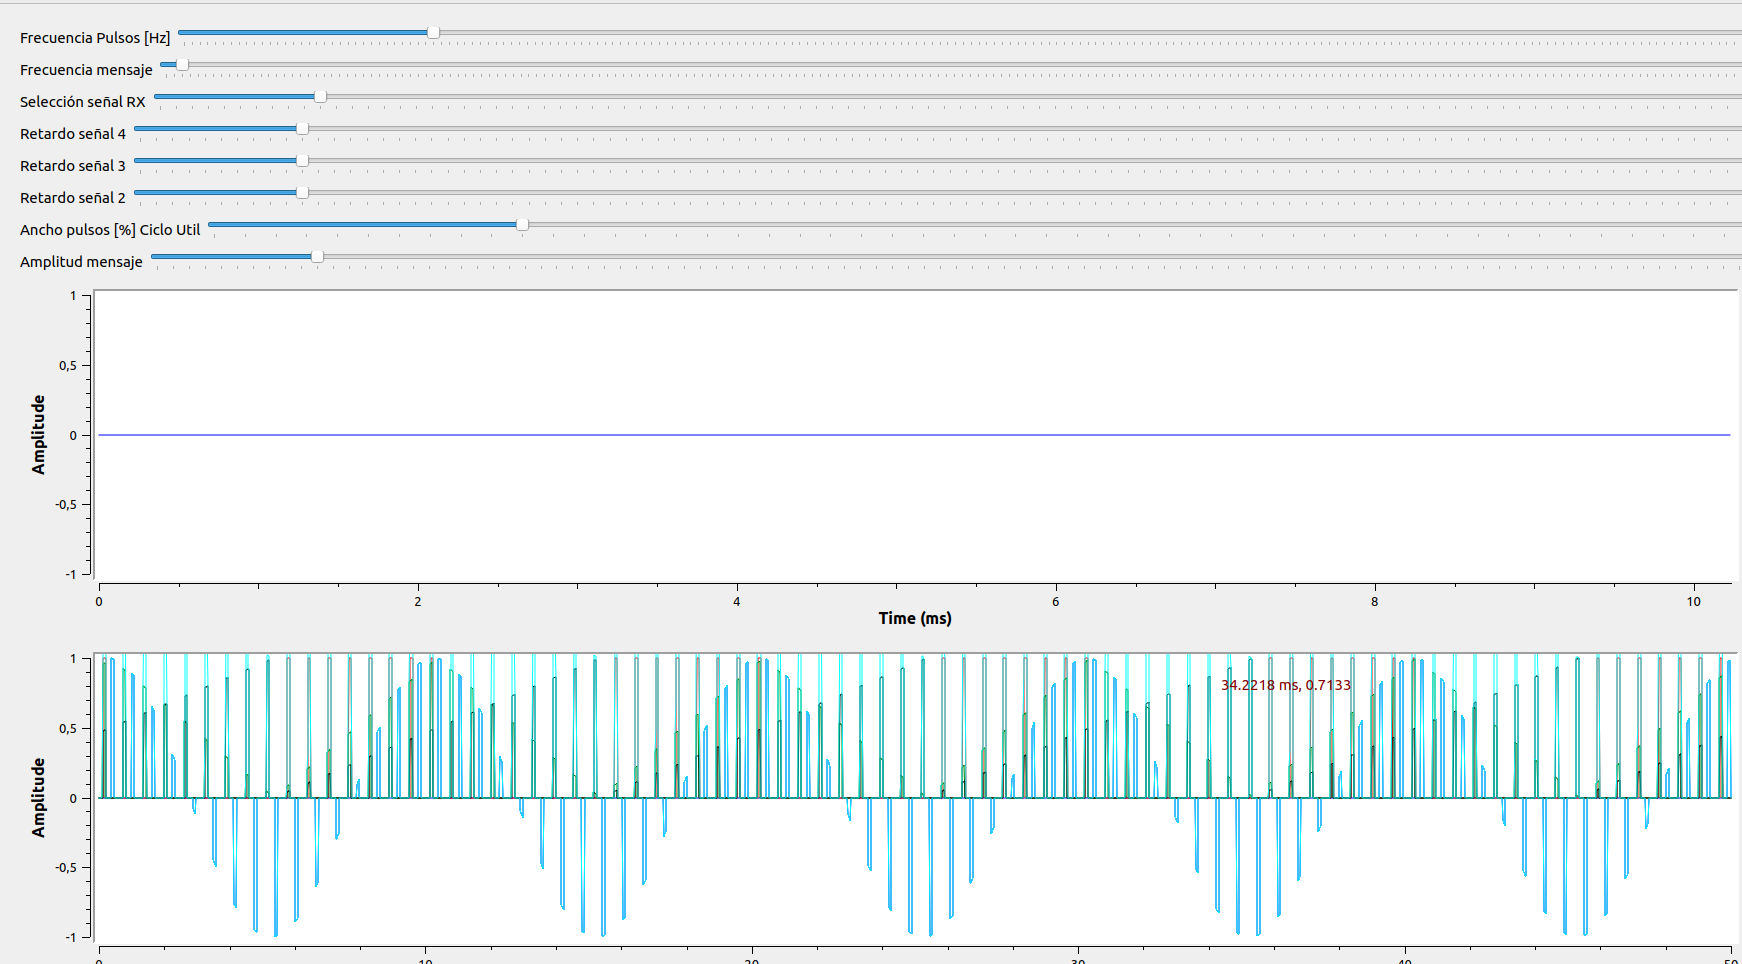 Frecuencia Pulsos [Hz]
Frecuencia mensaje
Selección señal RX
Retardo señal 4
Retardo señal 3
Retardo señal 2
Ancho pulsos [%] Ciclo Util
Amplitud mensaje
1
0,5
0
-0,5
-1
Amplitude
0 2 4 6 8 10
Time (ms)
1
0,5
0
-0,5
-1
Amplitude
34.2218 ms, 0.7133
0 10 20 30 40 50